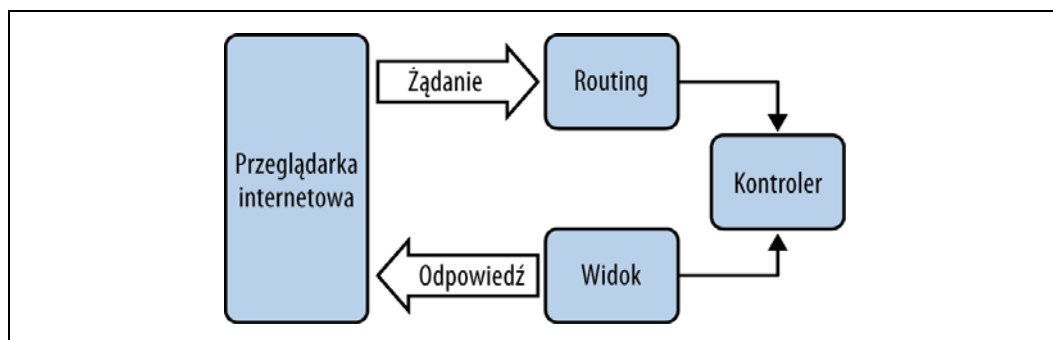 Przeglądarka
internetowa
Żądanie
Routing
Kontroler
Odpowiedź
Widok